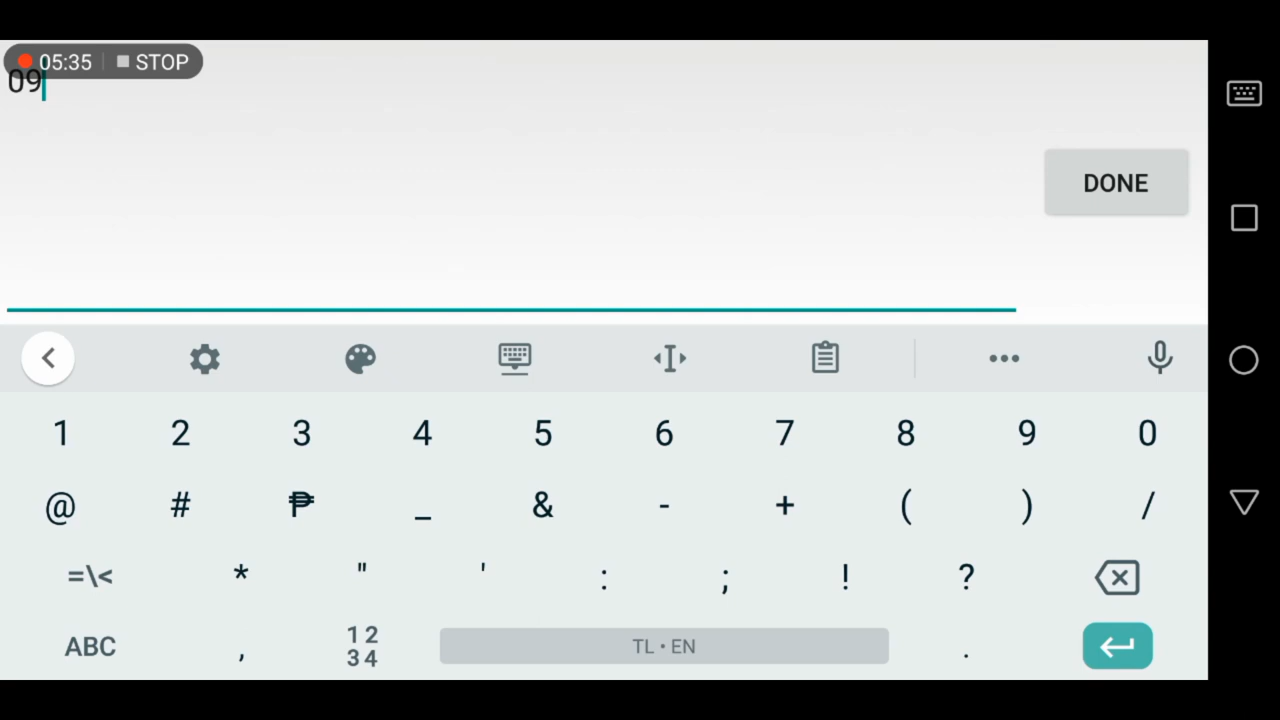 05:35 STOP
09
DONE
1 2 3 4 5 6 7 8 9 0
@ # ₱ _ & - + ( ) /
=\< * " ' : ; ! ?
ABC , 12 34 TL • EN .